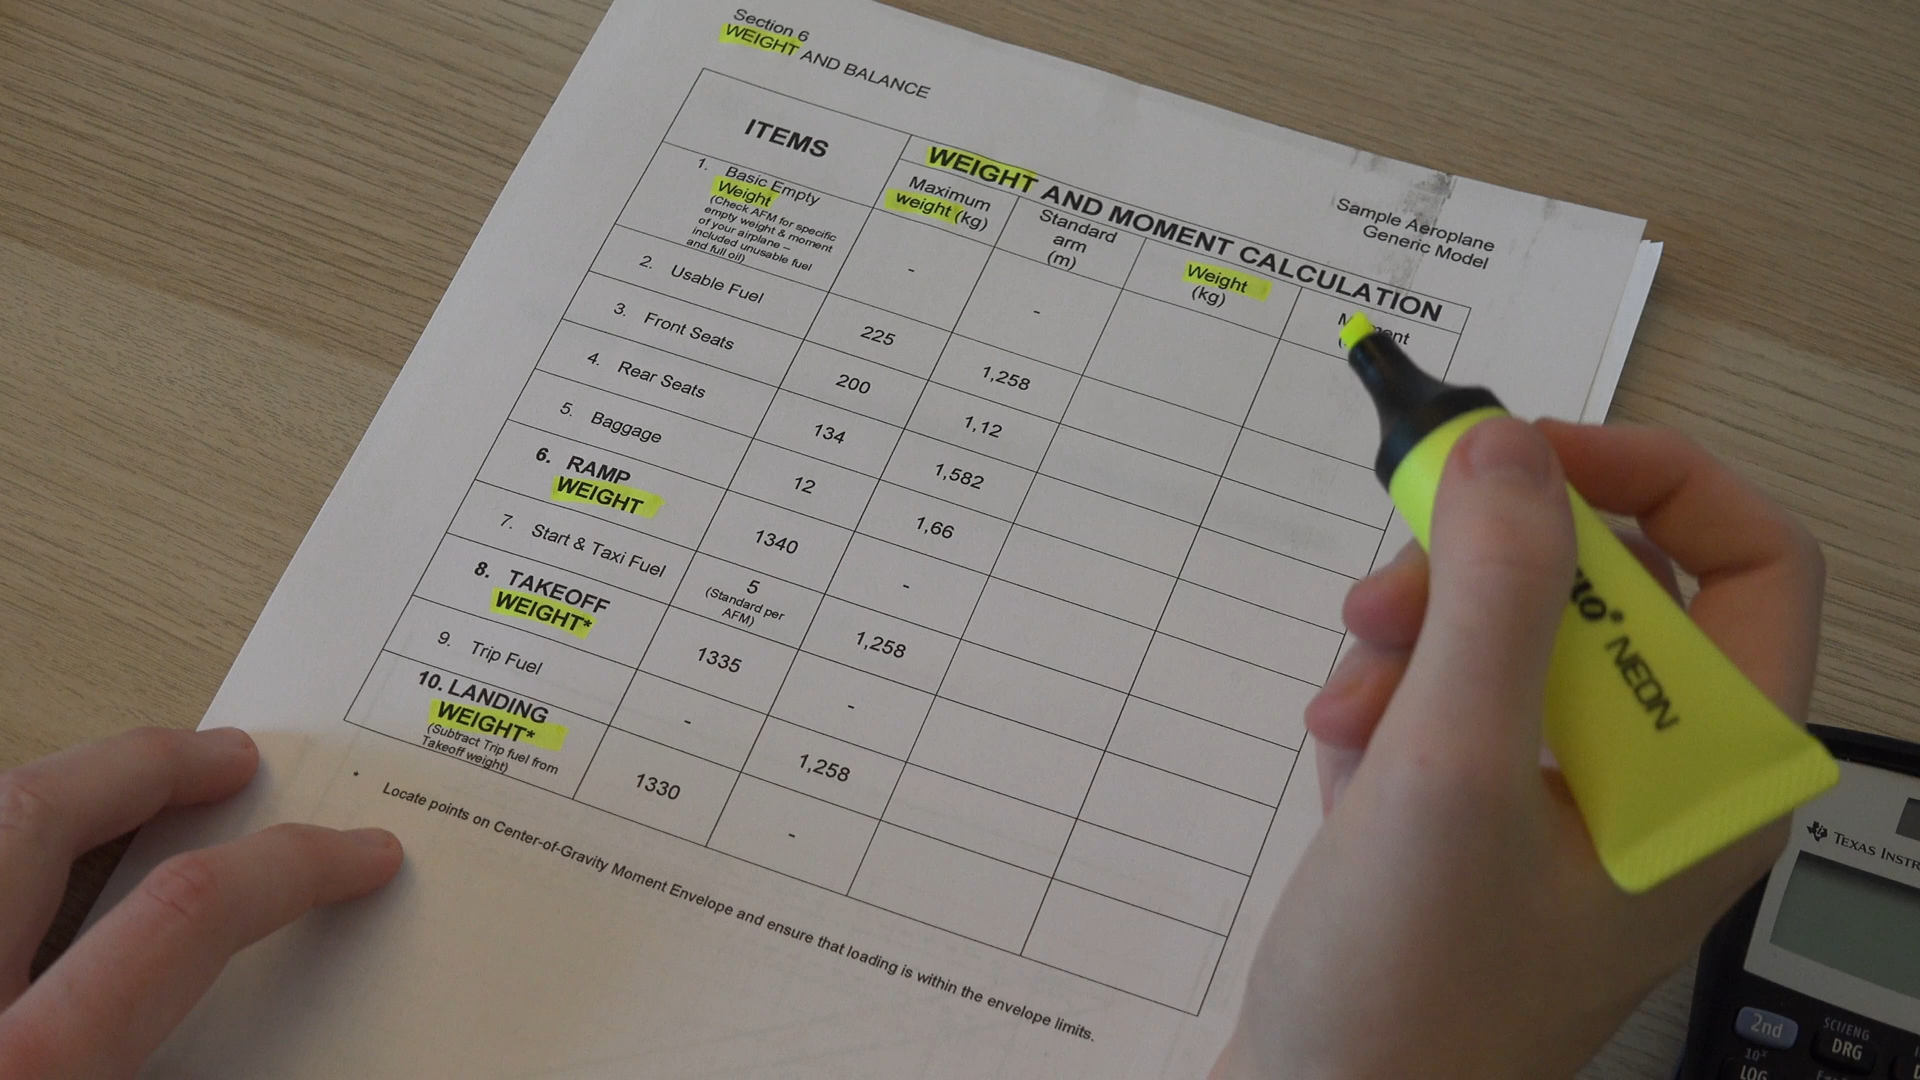 Section 6
WEIGHT AND BALANCE
Sample Aeroplane
Generic Model
ITEMS
WEIGHT AND MOMENT CALCULATION
Maximum
weight (kg)
Standard
arm
(m)
Weight
(kg)
1. Basic Empty
Weight
(Check AFM for specific
empty weight & moment
of your airplane –
included unusable fuel
and full oil)
-
-
2. Usable Fuel
225
1,258
3. Front Seats
200
1,12
4. Rear Seats
134
1,582
5. Baggage
12
1,66
6. RAMP
WEIGHT
1340
-
7. Start & Taxi Fuel
5
(Standard per
AFM)
1,258
8. TAKEOFF
WEIGHT*
1335
-
9. Trip Fuel
-
1,258
10. LANDING
WEIGHT*
(Subtract Trip fuel from
Takeoff weight)
1330
-
* Locate points on Center-of-Gravity Moment Envelope and ensure that loading is within the envelope limits.
NEON
TEXAS
2nd
SCI/ENG
DRG
10ˣ
LOG